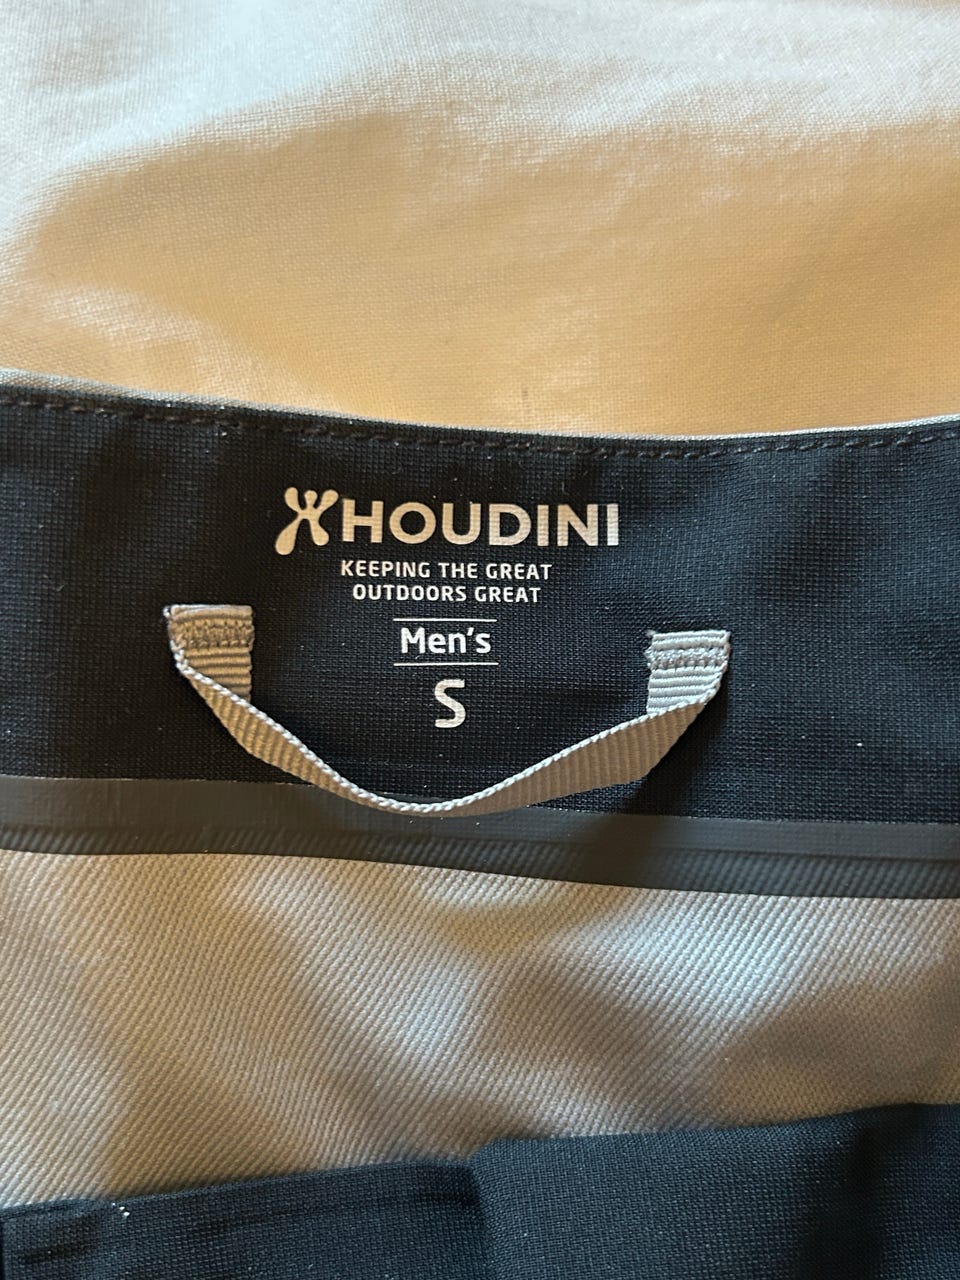 HOUDINI
KEEPING THE GREAT
OUTDOORS GREAT
Men's
S